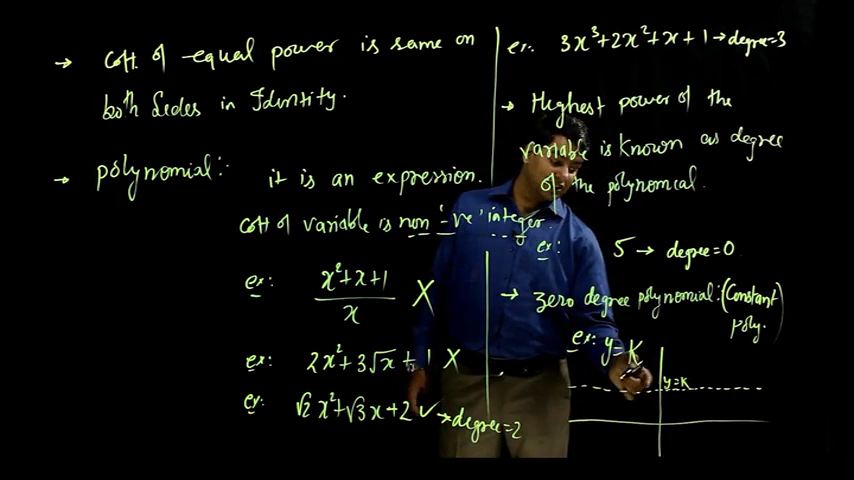 → Coff. of equal power is same on
both Sides in Identity.
→ polynomial:- it is an expression.
Coff of variable is non '-ve' integer.
ex: x²+x+1 / x X
ex: 2x²+3√x + 1 X
ex: √2 x²+√3x+2 ✓→degree=2
ex:- 3x³+2x²+x+1→degree=3
→ Highest power of the
variable is known as degree
of the polynomial.
ex: 5 → degree=0
→ zero degree polynomial:(Constant
poly.)
ex: y=K
y=K